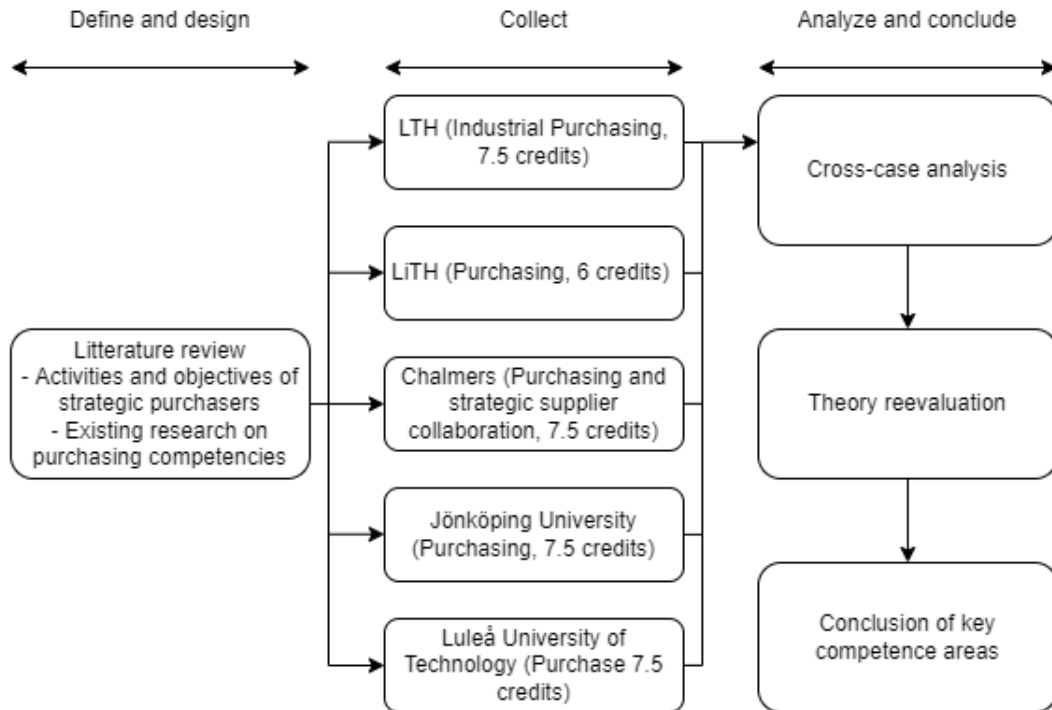 Define and design
Collect
Analyze and conclude
LTH (Industrial Purchasing,
7.5 credits)
Cross-case analysis
LiTH (Purchasing, 6 credits)
Litterature review
- Activities and objectives of
strategic purchasers
- Existing research on
purchasing competencies
Chalmers (Purchasing and
strategic supplier
collaboration, 7.5 credits)
Theory reevaluation
Jönköping University
(Purchasing, 7.5 credits)
Luleå University of
Technology (Purchase 7.5
credits)
Conclusion of key
competence areas